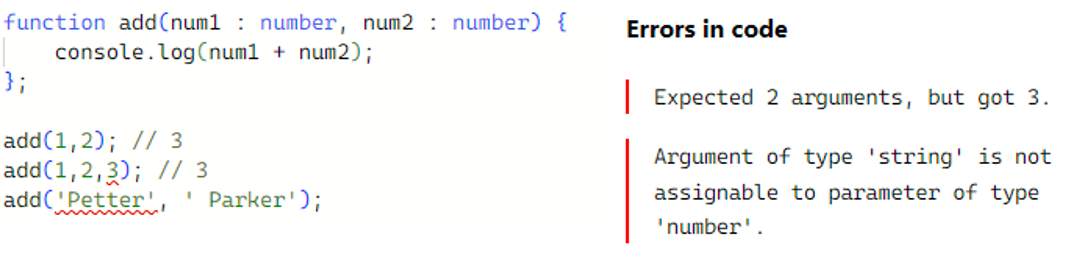 function add(num1 : number, num2 : number) {
    console.log(num1 + num2);
};
add(1,2); // 3
add(1,2,3); // 3
add('Petter', ' Parker');
Errors in code
Expected 2 arguments, but got 3.
Argument of type 'string' is not
assignable to parameter of type
'number'.